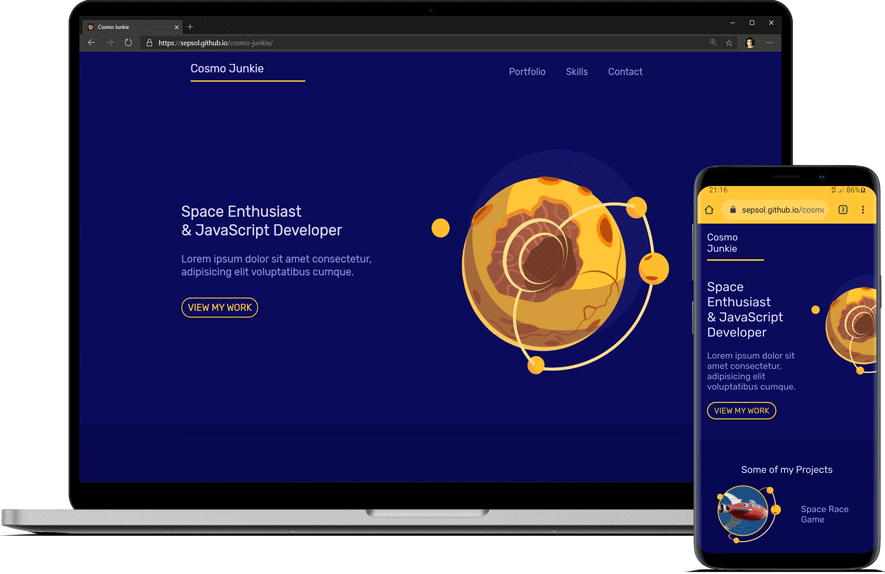 Cosmo Junkie
https://sepsol.github.io/cosmo-junkie/
Cosmo Junkie
Portfolio Skills Contact
Space Enthusiast
& JavaScript Developer
Lorem ipsum dolor sit amet consectetur,
adipisicing elit voluptatibus cumque.
VIEW MY WORK
21:16 86%
sepsol.github.io/cosmo
3
Cosmo
Junkie
Space
Enthusiast
& JavaScript
Developer
Lorem ipsum dolor sit
amet consectetur,
adipisicing elit
voluptatibus cumque.
VIEW MY WORK
Some of my Projects
Space Race
Game